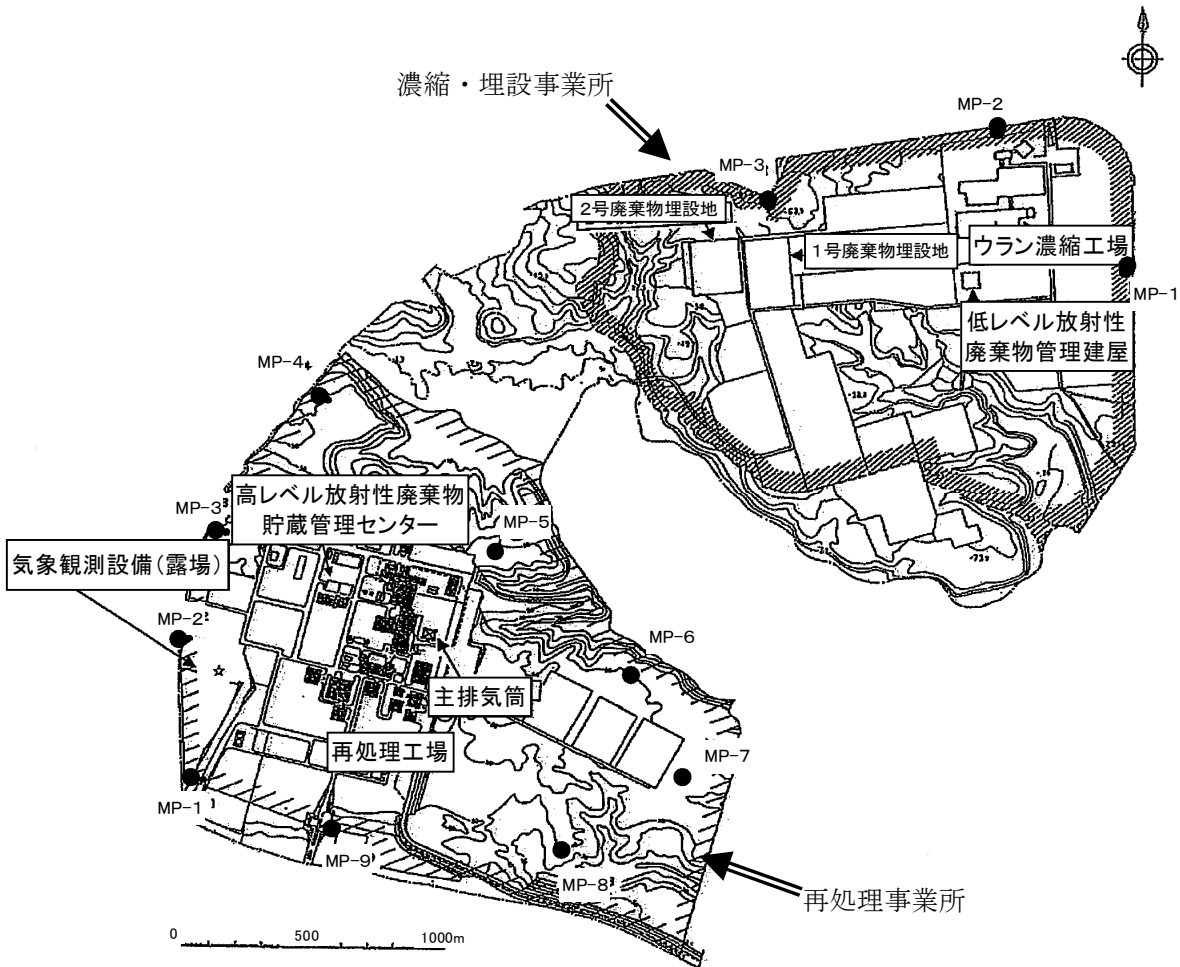 濃縮・埋設事業所
MP-2
MP-3
2号廃棄物埋設地
1号廃棄物埋設地
ウラン濃縮工場
MP-1
低レベル放射性
廃棄物管理建屋
MP-4
高レベル放射性廃棄物
貯蔵管理センター
MP-3
MP-5
気象観測設備(露場)
MP-2
MP-6
主排気筒
再処理工場
MP-7
MP-1
MP-9
MP-8
再処理事業所
0 500 1000m